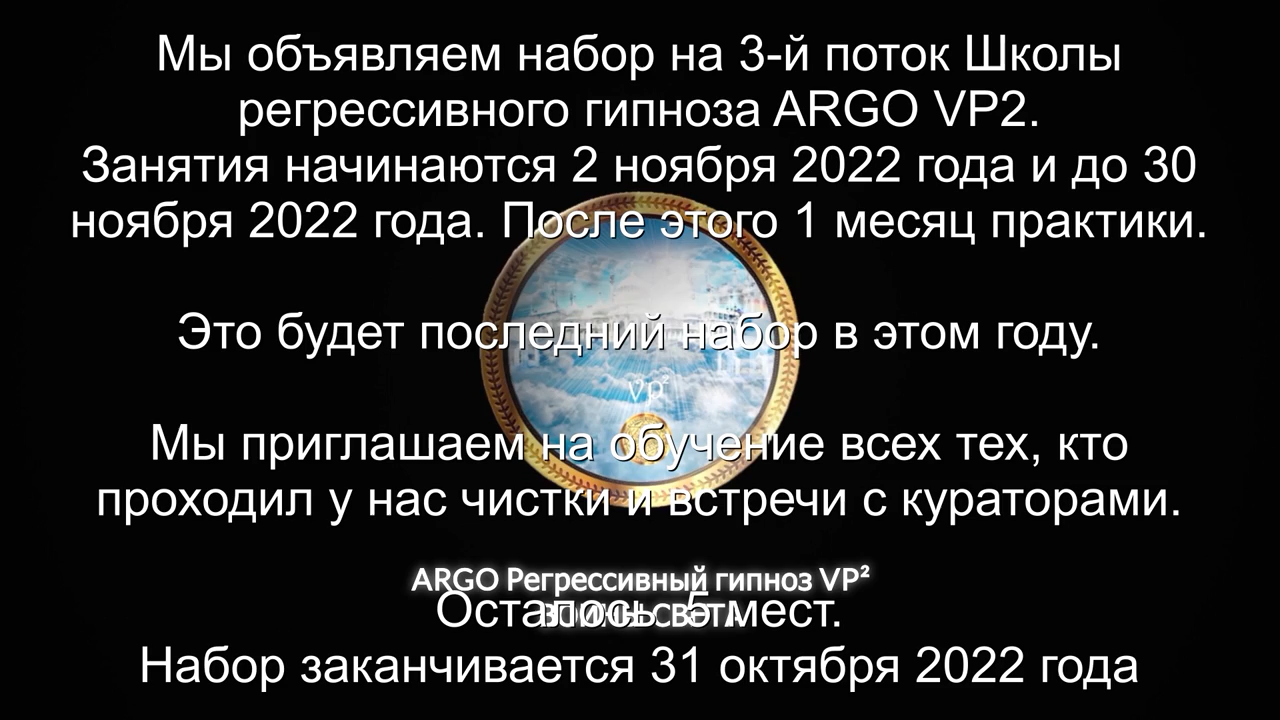 Мы объявляем набор на 3-й поток Школы
регрессивного гипноза ARGO VP2.
Занятия начинаются 2 ноября 2022 года и до 30
ноября 2022 года. После этого 1 месяц практики.
Это будет последний набор в этом году.
VP²
Мы приглашаем на обучение всех тех, кто
проходил у нас чистки и встречи с кураторами.
ARGO Регрессивный гипноз VP²
Осталось 5 мест.
ВОИНЫ СВЕТА
Набор заканчивается 31 октября 2022 года